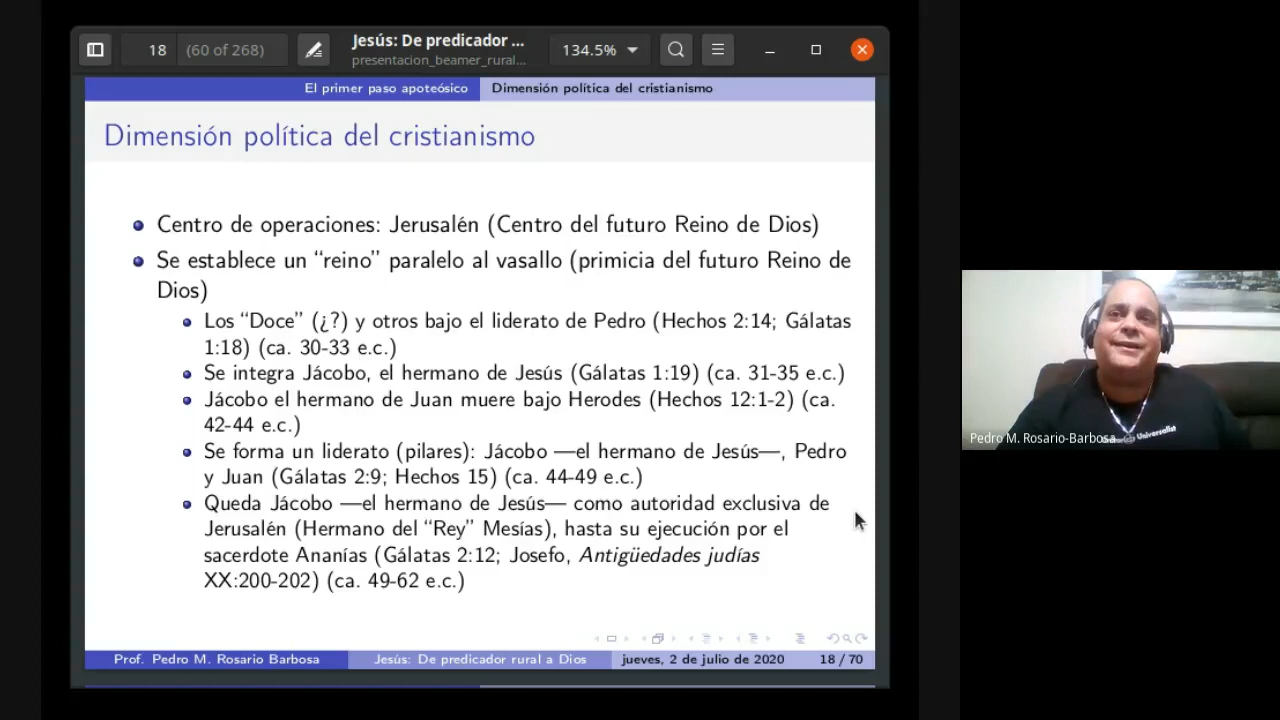 18
(60 of 268)
Jesús: De predicador ...
presentacion_beamer_rural...
134.5%
El primer paso apoteósico
Dimensión política del cristianismo
Dimensión política del cristianismo
Centro de operaciones: Jerusalén (Centro del futuro Reino de Dios)
Se establece un “reino” paralelo al vasallo (primicia del futuro Reino de
Dios)
Los “Doce” (¿?) y otros bajo el liderato de Pedro (Hechos 2:14; Gálatas
1:18) (ca. 30-33 e.c.)
Se integra Jácobo, el hermano de Jesús (Gálatas 1:19) (ca. 31-35 e.c.)
Jácobo el hermano de Juan muere bajo Herodes (Hechos 12:1-2) (ca.
42-44 e.c.)
Se forma un liderato (pilares): Jácobo —el hermano de Jesús—, Pedro
y Juan (Gálatas 2:9; Hechos 15) (ca. 44-49 e.c.)
Queda Jácobo —el hermano de Jesús— como autoridad exclusiva de
Jerusalén (Hermano del “Rey” Mesías), hasta su ejecución por el
sacerdote Ananías (Gálatas 2:12; Josefo, Antigüedades judías
XX:200-202) (ca. 49-62 e.c.)
Prof. Pedro M. Rosario Barbosa
Jesús: De predicador rural a Dios
jueves, 2 de julio de 2020
18 / 70
Pedro M. Rosario-Barbosa
Universalist